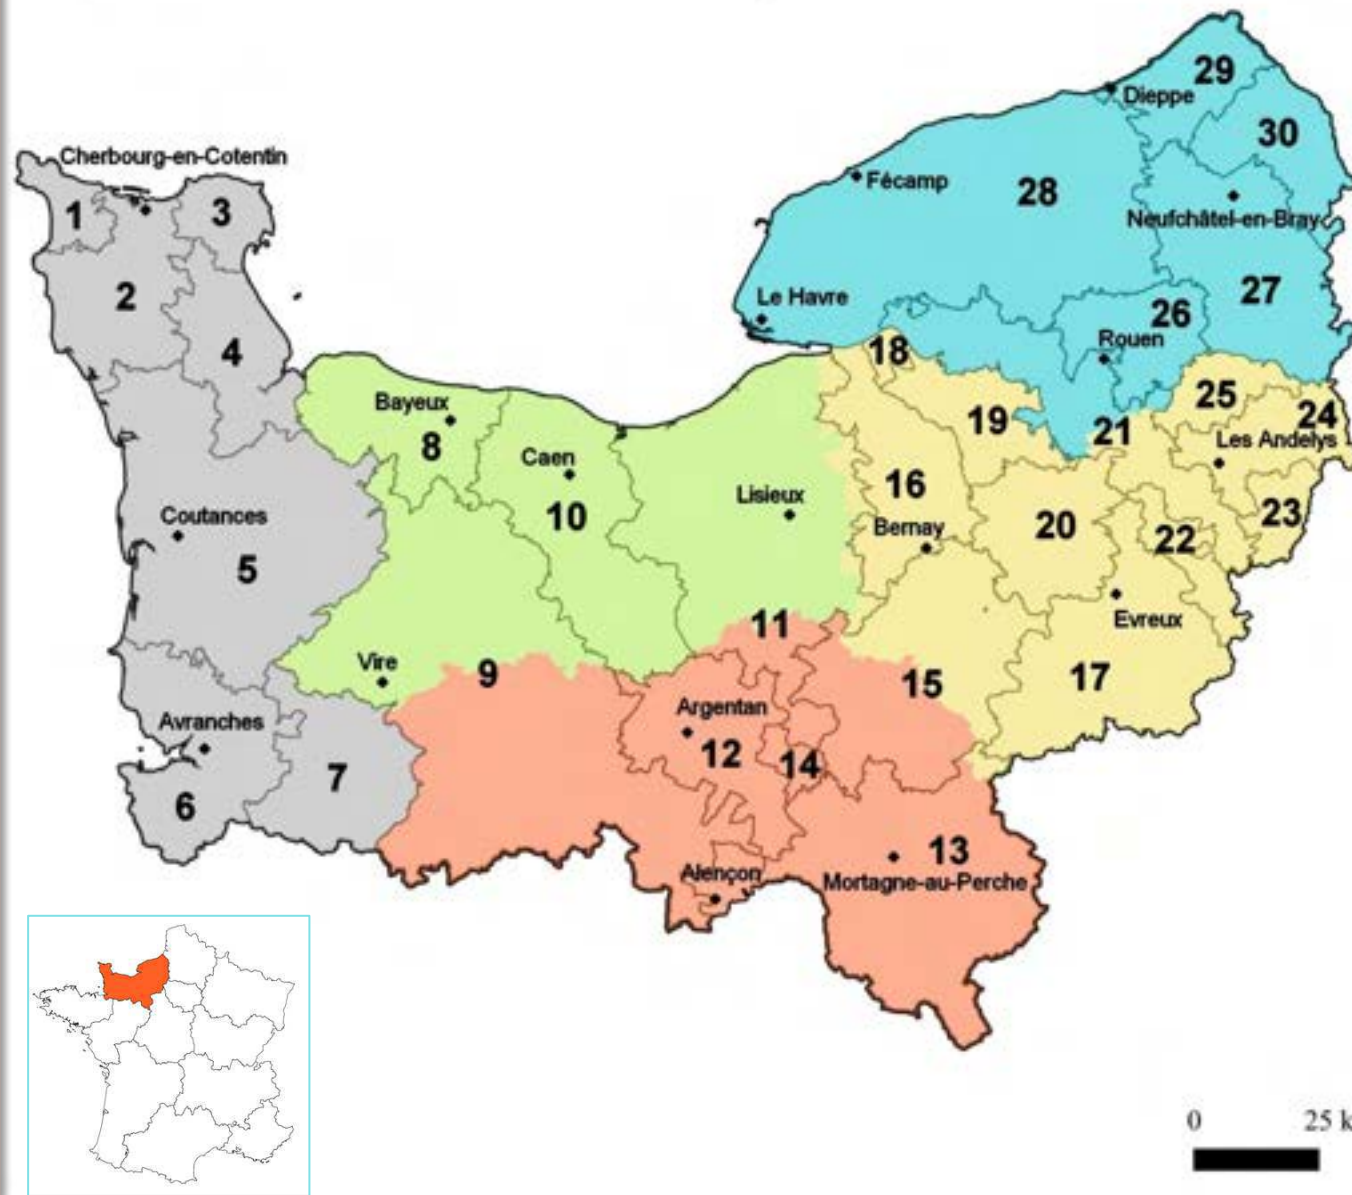 29
Dieppe
30
Cherbourg-en-Cotentin
Fécamp
28
1
3
Neufchâtel-en-Bray
2
Le Havre
27
26
Rouen
4
18
25
Bayeux
19
24
21
Les Andelys
8
Caen
16
Lisieux
23
10
20
22
Coutances
Bernay
5
11
Evreux
Vire
9
15
17
Argentan
Avranches
12
14
7
6
13
Alençon
Mortagne-au-Perche
0 25 k